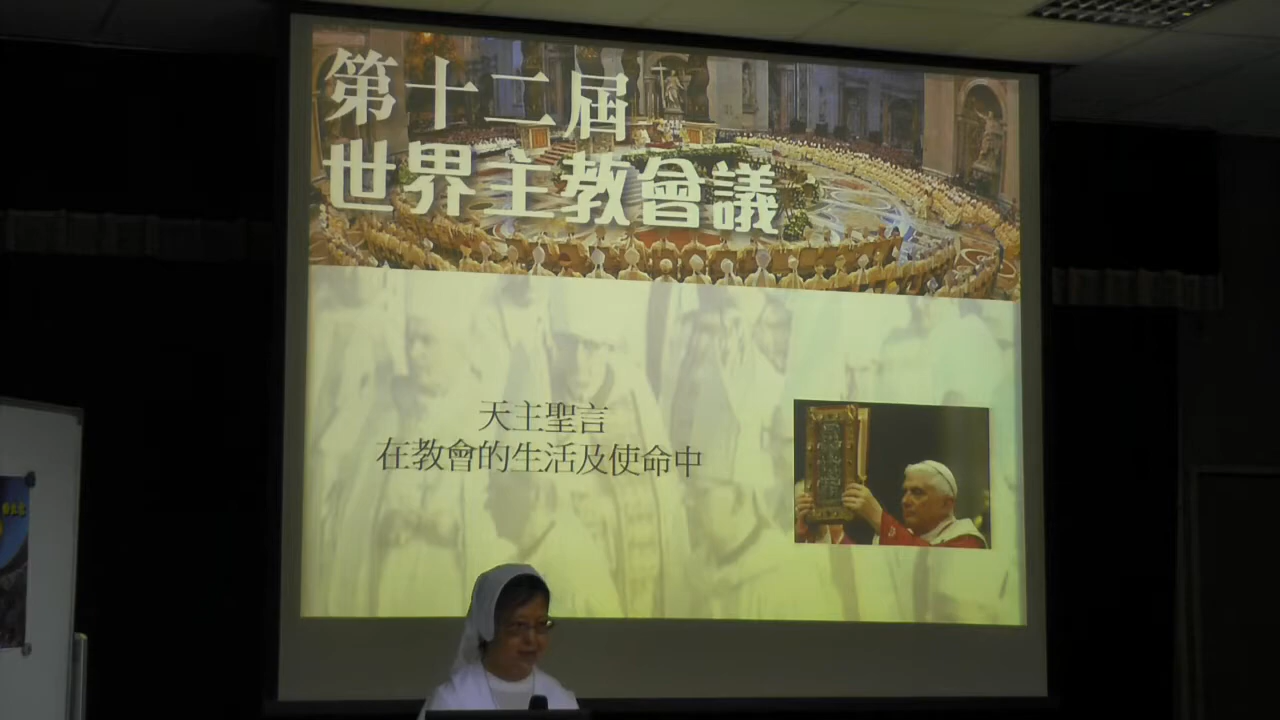 第十二屆
世界主教會議
天主聖言
在教會的生活及使命中